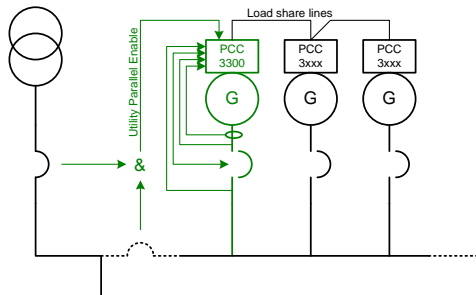 Load share lines
Utility Parallel Enable
PCC
3300
PCC
3xxx
PCC
3xxx
G
G
G
&